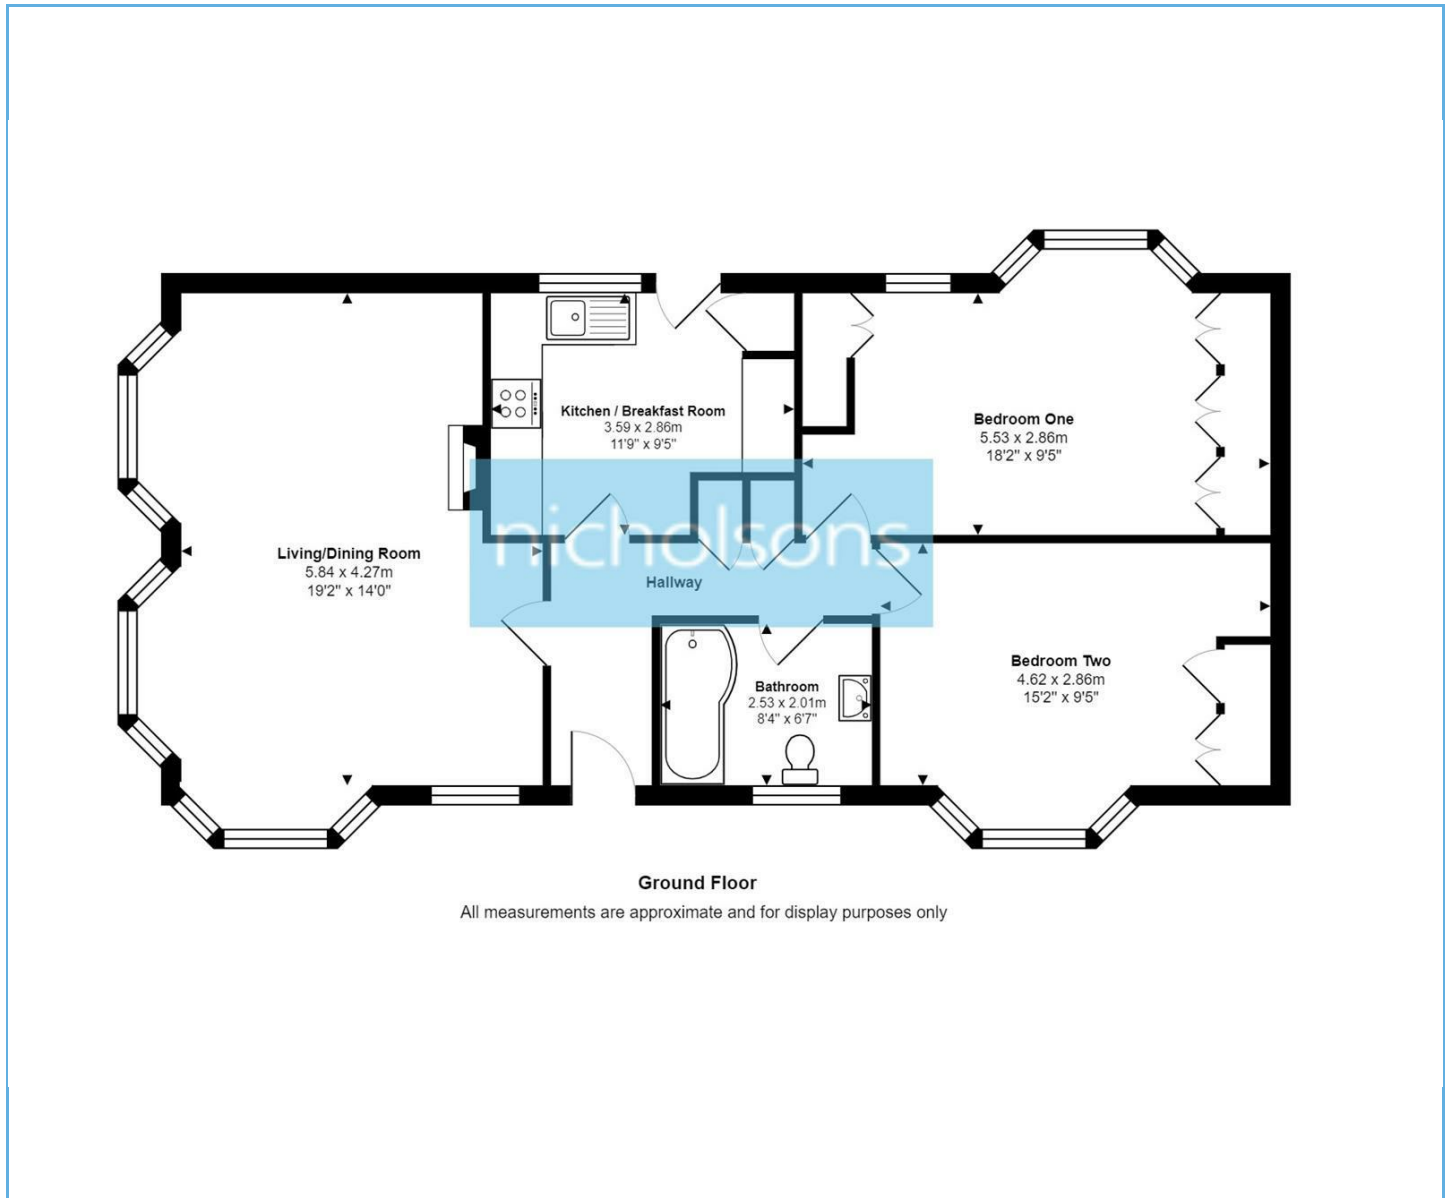 Kitchen / Breakfast Room
3.59 x 2.86m
11'9" x 9'5"
Bedroom One
5.53 x 2.86m
18'2" x 9'5"
Living/Dining Room
5.84 x 4.27m
19'2" x 14'0"
nicholsons
Hallway
Bedroom Two
4.62 x 2.86m
15'2" x 9'5"
Bathroom
2.53 x 2.01m
8'4" x 6'7"
Ground Floor
All measurements are approximate and for display purposes only